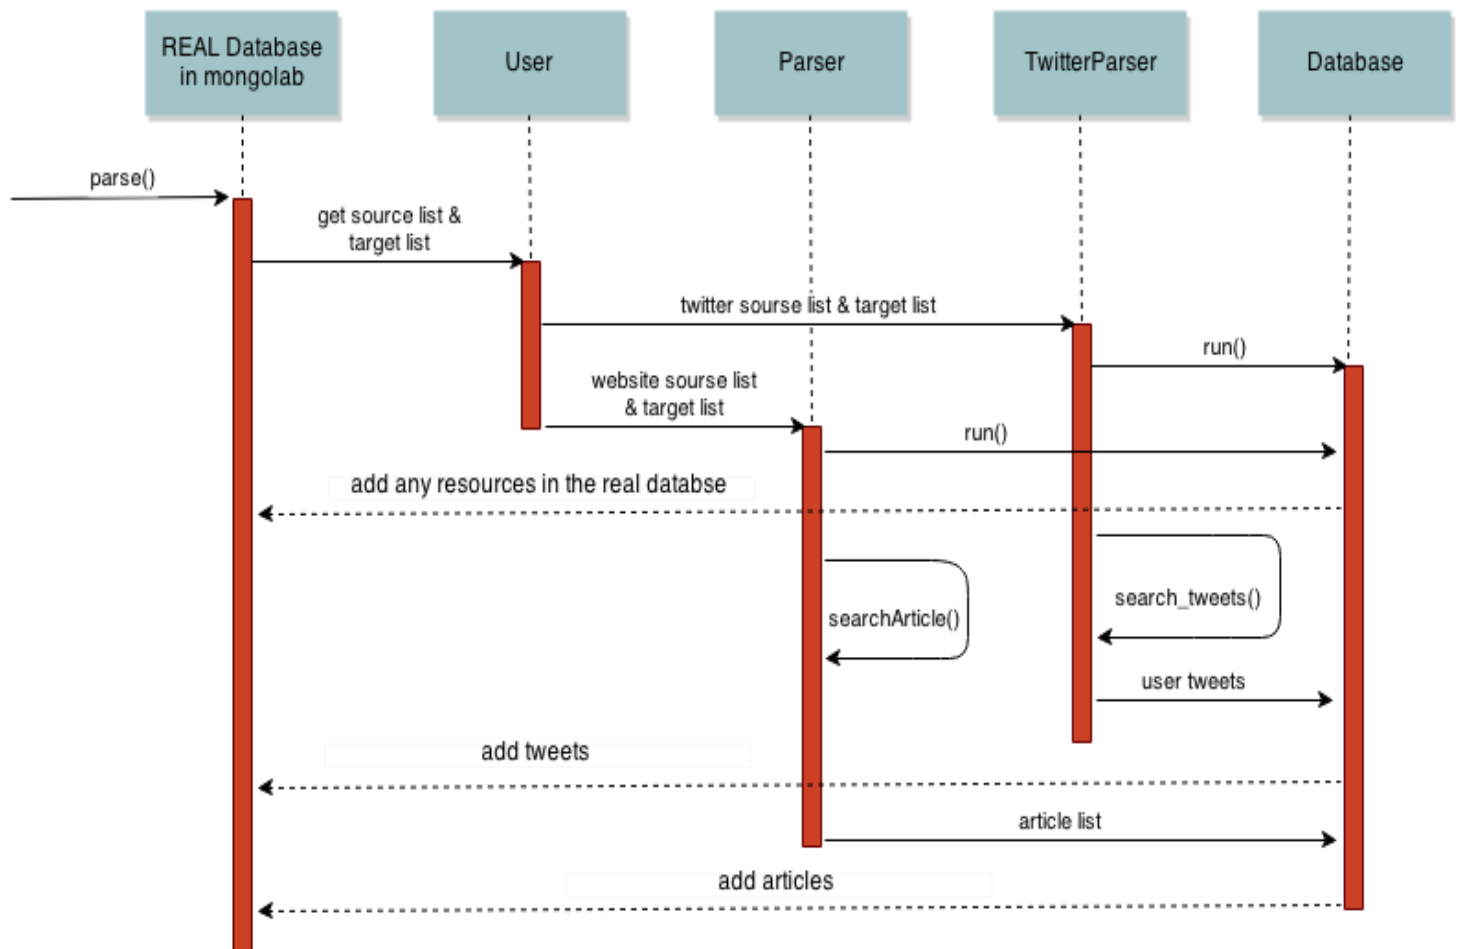 REAL Database
in mongolab
User
Parser
TwitterParser
Database
parse()
get source list &
target list
twitter sourse list & target list
run()
website sourse list
& target list
run()
add any resources in the real databse
search_tweets()
searchArticle()
user tweets
add tweets
article list
add articles